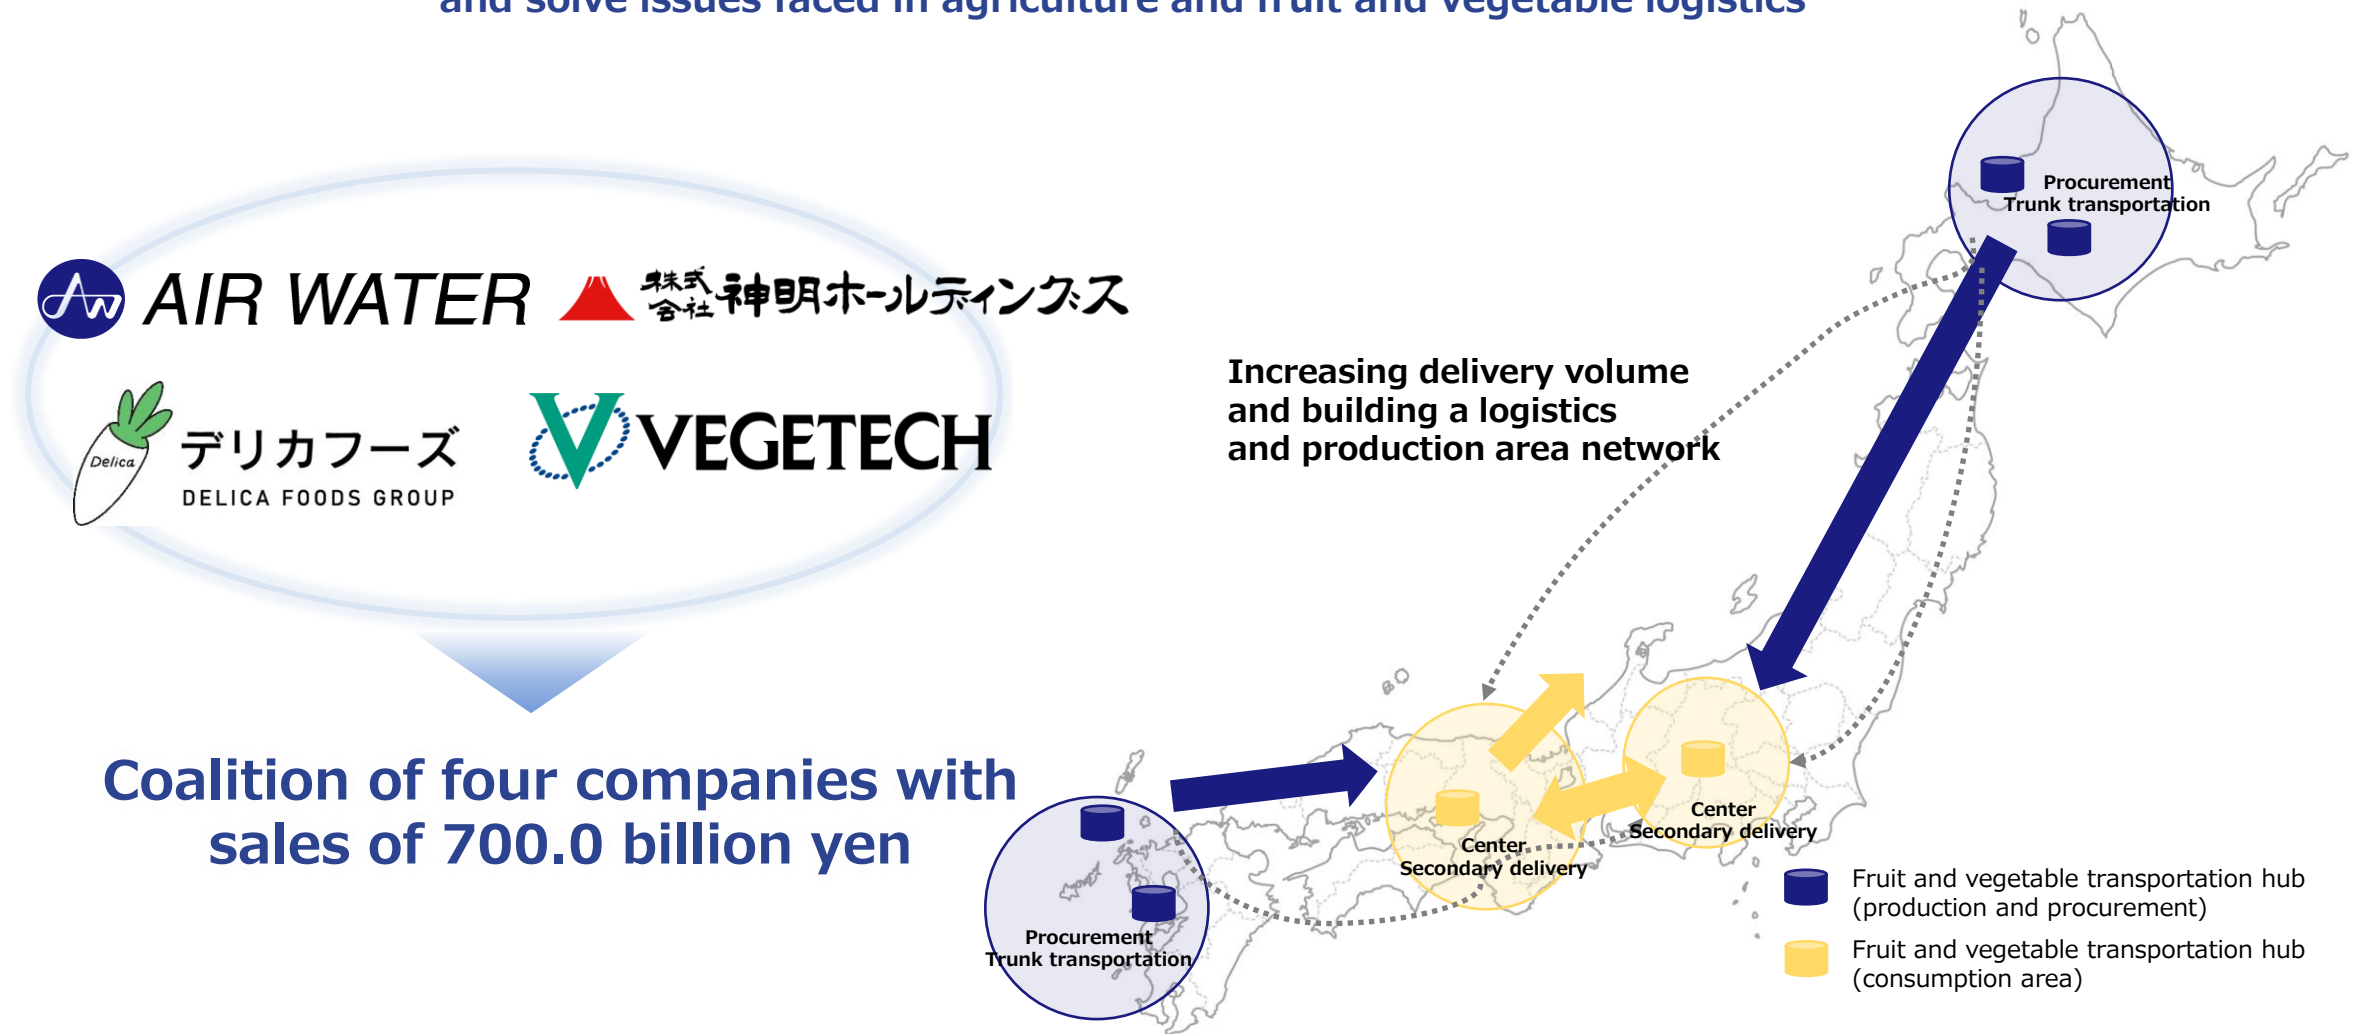 and solve issues faced in agriculture and fruit and vegetable logistics
AW AIR WATER
株式会社 神明ホールディングス
Delica
デリカフーズ
DELICA FOODS GROUP
V VEGETECH
Coalition of four companies with
sales of 700.0 billion yen
Increasing delivery volume
and building a logistics
and production area network
Procurement
Trunk transportation
Center
Secondary delivery
Center
Secondary delivery
Procurement
Trunk transportation
Fruit and vegetable transportation hub
(production and procurement)
Fruit and vegetable transportation hub
(consumption area)